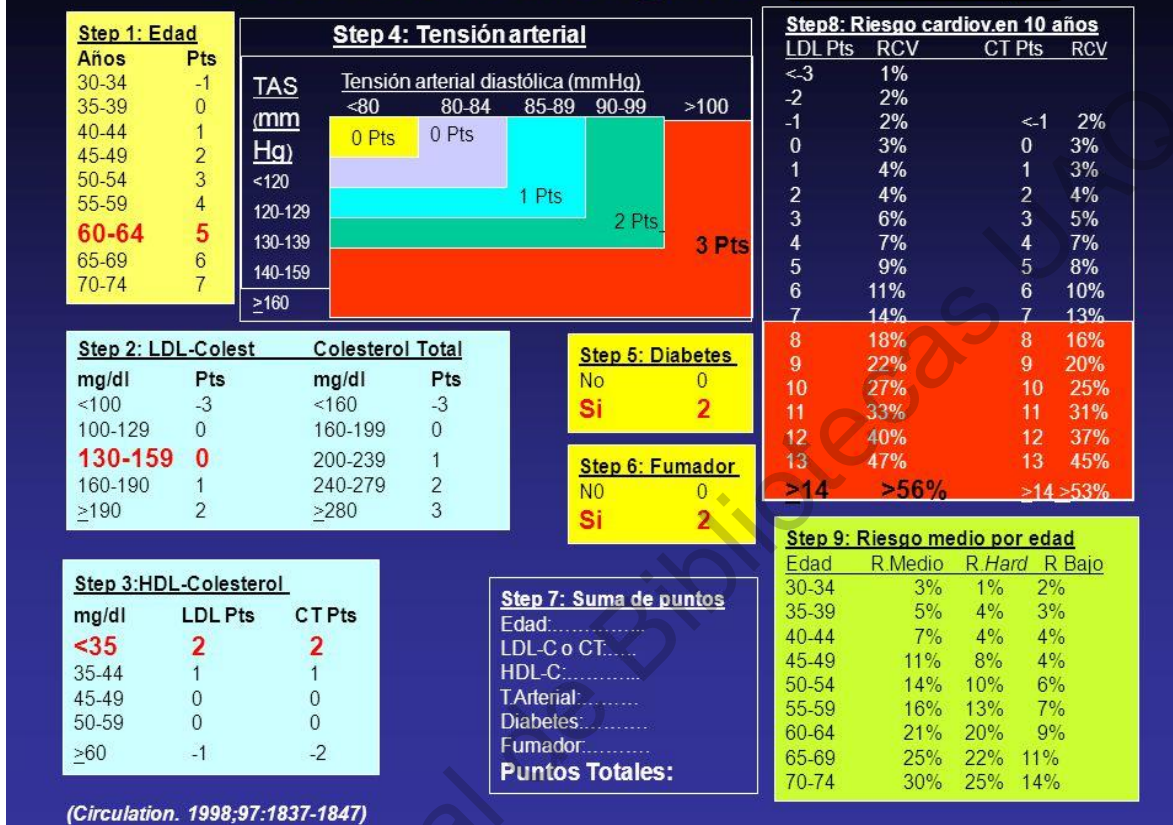 Step 1: Edad
Años Pts
30-34 -1
35-39 0
40-44 1
45-49 2
50-54 3
55-59 4
60-64 5
65-69 6
70-74 7
Step 4: Tensión arterial
TAS (mm Hg)
Tensión arterial diastólica (mmHg)
<80 80-84 85-89 90-99 >100
0 Pts 0 Pts
<120
1 Pts
120-129
2 Pts
130-139
3 Pts
140-159
≥160
Step 2: LDL-Colest Colesterol Total
mg/dl Pts mg/dl Pts
<100 -3 <160 -3
100-129 0 160-199 0
130-159 0 200-239 1
160-190 1 240-279 2
≥190 2 ≥280 3
Step 5: Diabetes
No 0
Si 2
Step 6: Fumador
N0 0
Si 2
Step 3:HDL-Colesterol
mg/dl LDL Pts CT Pts
<35 2 2
35-44 1 1
45-49 0 0
50-59 0 0
≥60 -1 -2
Step 7: Suma de puntos
Edad:...............
LDL-C o CT:......
HDL-C:............
T.Arterial:..........
Diabetes:...........
Fumador:..........
Puntos Totales:
Step8: Riesgo cardiov.en 10 años
LDL Pts RCV CT Pts RCV
<-3 1%
-2 2%
-1 2% <-1 2%
0 3% 0 3%
1 4% 1 3%
2 4% 2 4%
3 6% 3 5%
4 7% 4 7%
5 9% 5 8%
6 11% 6 10%
7 14% 7 13%
8 18% 8 16%
9 22% 9 20%
10 27% 10 25%
11 33% 11 31%
12 40% 12 37%
13 47% 13 45%
≥14 >56% ≥14 ≥53%
Step 9: Riesgo medio por edad
Edad R.Medio R.Hard R Bajo
30-34 3% 1% 2%
35-39 5% 4% 3%
40-44 7% 4% 4%
45-49 11% 8% 4%
50-54 14% 10% 6%
55-59 16% 13% 7%
60-64 21% 20% 9%
65-69 25% 22% 11%
70-74 30% 25% 14%
(Circulation. 1998;97:1837-1847)
de Bibliotecas UAQ